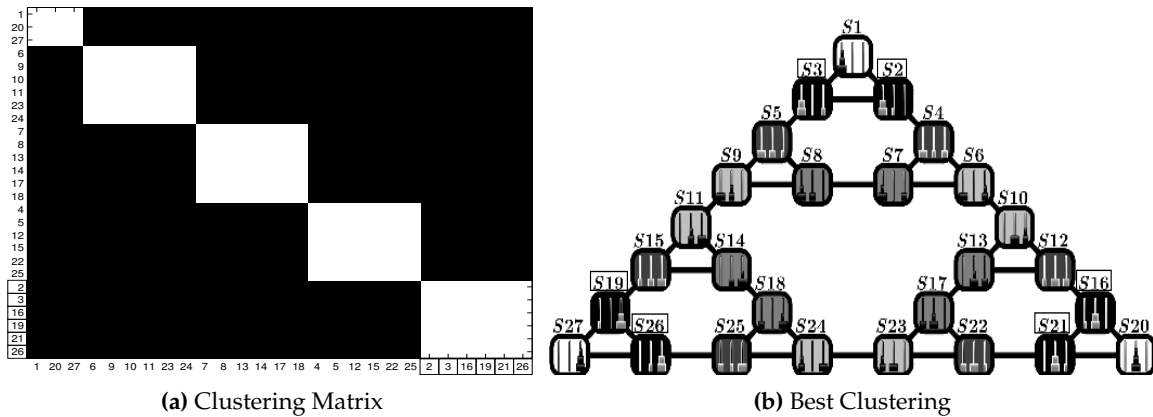 1
20
27
6
9
10
11
23
24
7
8
13
14
17
18
4
5
12
15
22
25
2
3
16
19
21
26
1 20 27 6 9 10 11 23 24 7 8 13 14 17 18 4 5 12 15 22 25 2 3 16 19 21 26
(a) Clustering Matrix
S1
S3 S2
S5 S4
S9 S8 S7 S6
S11 S10
S15 S14 S13 S12
S19 S18 S17 S16
S27 S26 S25 S24 S23 S22 S21 S20
(b) Best Clustering